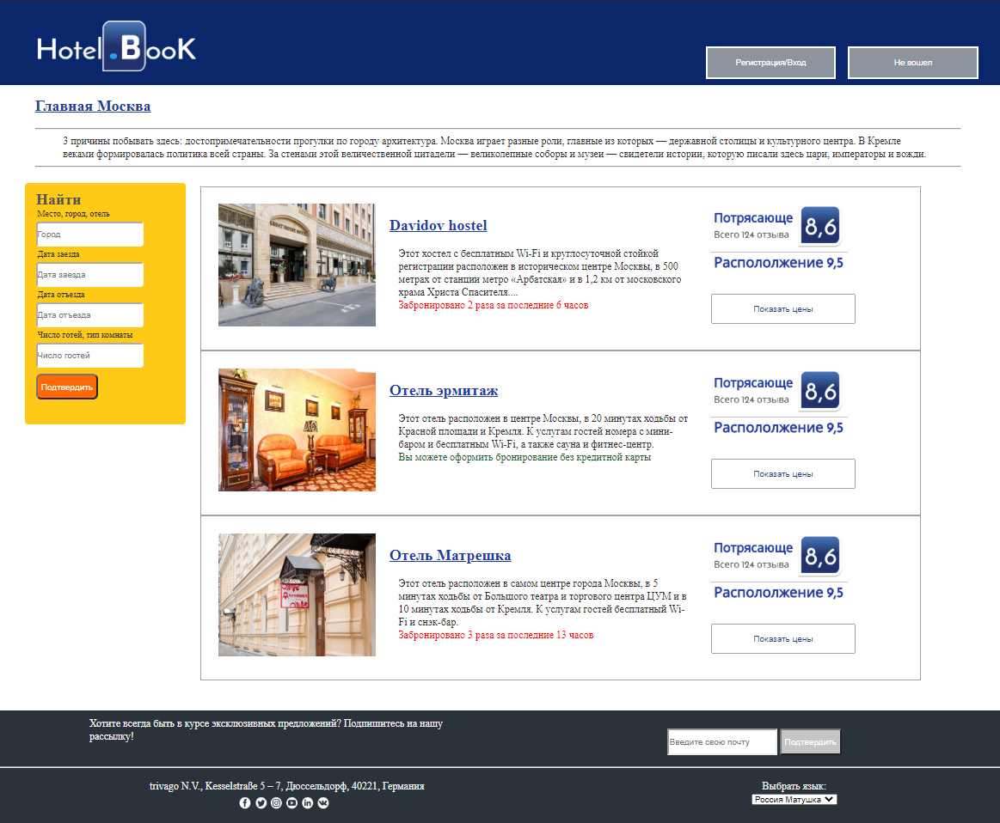 Hotel.BooK
Регистрация/Вход
Не вошел
Главная Москва
3 причины побывать здесь: достопримечательности прогулки по городу архитектура. Москва играет разные роли, главные из которых — державной столицы и культурного центра. В Кремле
веками формировалась политика всей страны. За стенами этой величественной цитадели — великолепные соборы и музеи — свидетели истории, которую писали здесь цари, императоры и вожди.
Найти
Место, город, отель
Город
Дата заезда
Дата заезда
Дата отъезда
Дата отъезда
Число готей, тип комнаты
Число гостей
Подтвердить
ARBAT HOUSE HOTEL
Davidov hostel
Этот хостел с бесплатным Wi-Fi и круглосуточной стойкой
регистрации расположен в историческом центре Москвы, в 500
метрах от станции метро «Арбатская» и в 1,2 км от московского
храма Христа Спасителя....
Забронировано 2 раза за последние 6 часов
Потрясающе
Всего 124 отзыва
8,6
Распололжение 9,5
Показать цены
Отель эрмитаж
Этот отель расположен в центре Москвы, в 20 минутах ходьбы от
Красной площади и Кремля. К услугам гостей номера с мини-
баром и бесплатным Wi-Fi, а также сауна и фитнес-центр.
Вы можете оформить бронирование без кредитной карты
Потрясающе
Всего 124 отзыва
8,6
Распололжение 9,5
Показать цены
Отель Матрешка
Этот отель расположен в самом центре города Москвы, в 5
минутах ходьбы от Большого театра и торгового центра ЦУМ и в
10 минутах ходьбы от Кремля. К услугам гостей бесплатный Wi-
Fi и снэк-бар.
Забронировано 3 раза за последние 13 часов
Потрясающе
Всего 124 отзыва
8,6
Распололжение 9,5
Показать цены
Хотите всегда быть в курсе эксклюзивных предложений? Подпишитесь на нашу
рассылку!
Введите свою почту
Подтвердить
trivago N.V., Kesselstraße 5 – 7, Дюссельдорф, 40221, Германия
Выбрать язык:
Россия Матушка